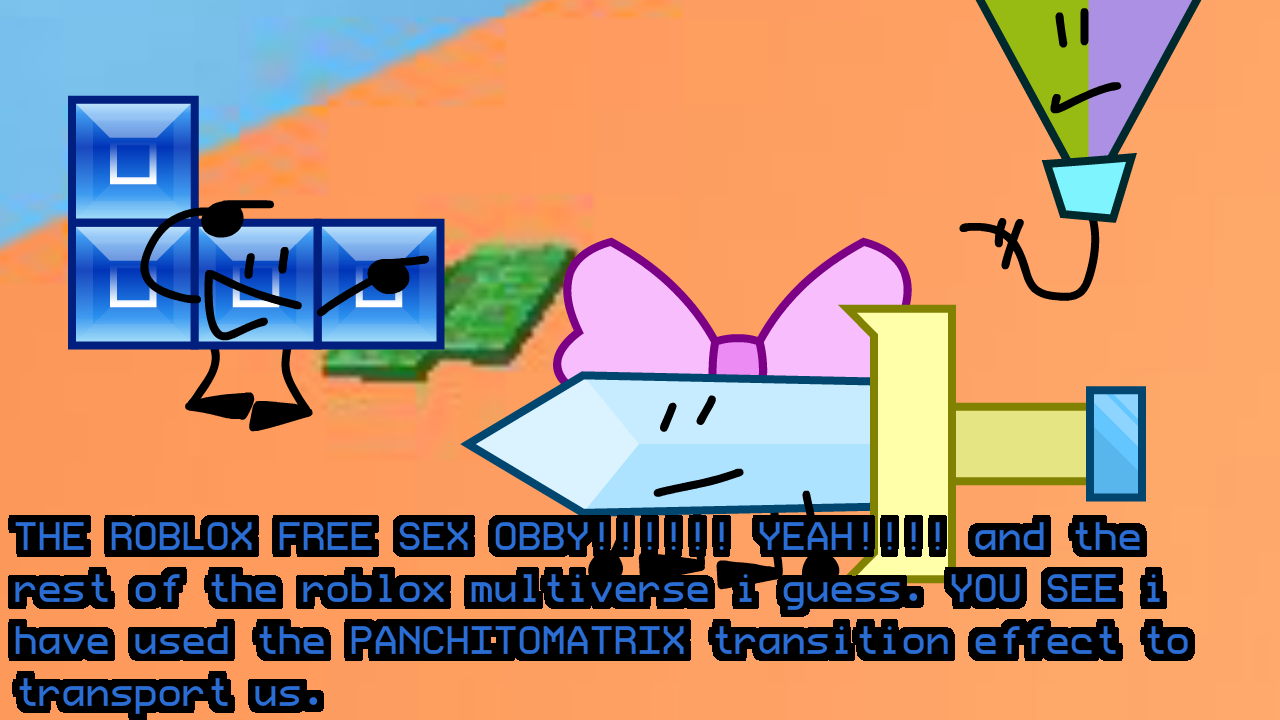 THE ROBLOX FREE SEX OBBY!!!!!! YEAH!!!! and the
rest of the roblox multiverse i guess. YOU SEE i
have used the PANCHITOMATRIX transition effect to
transport us.